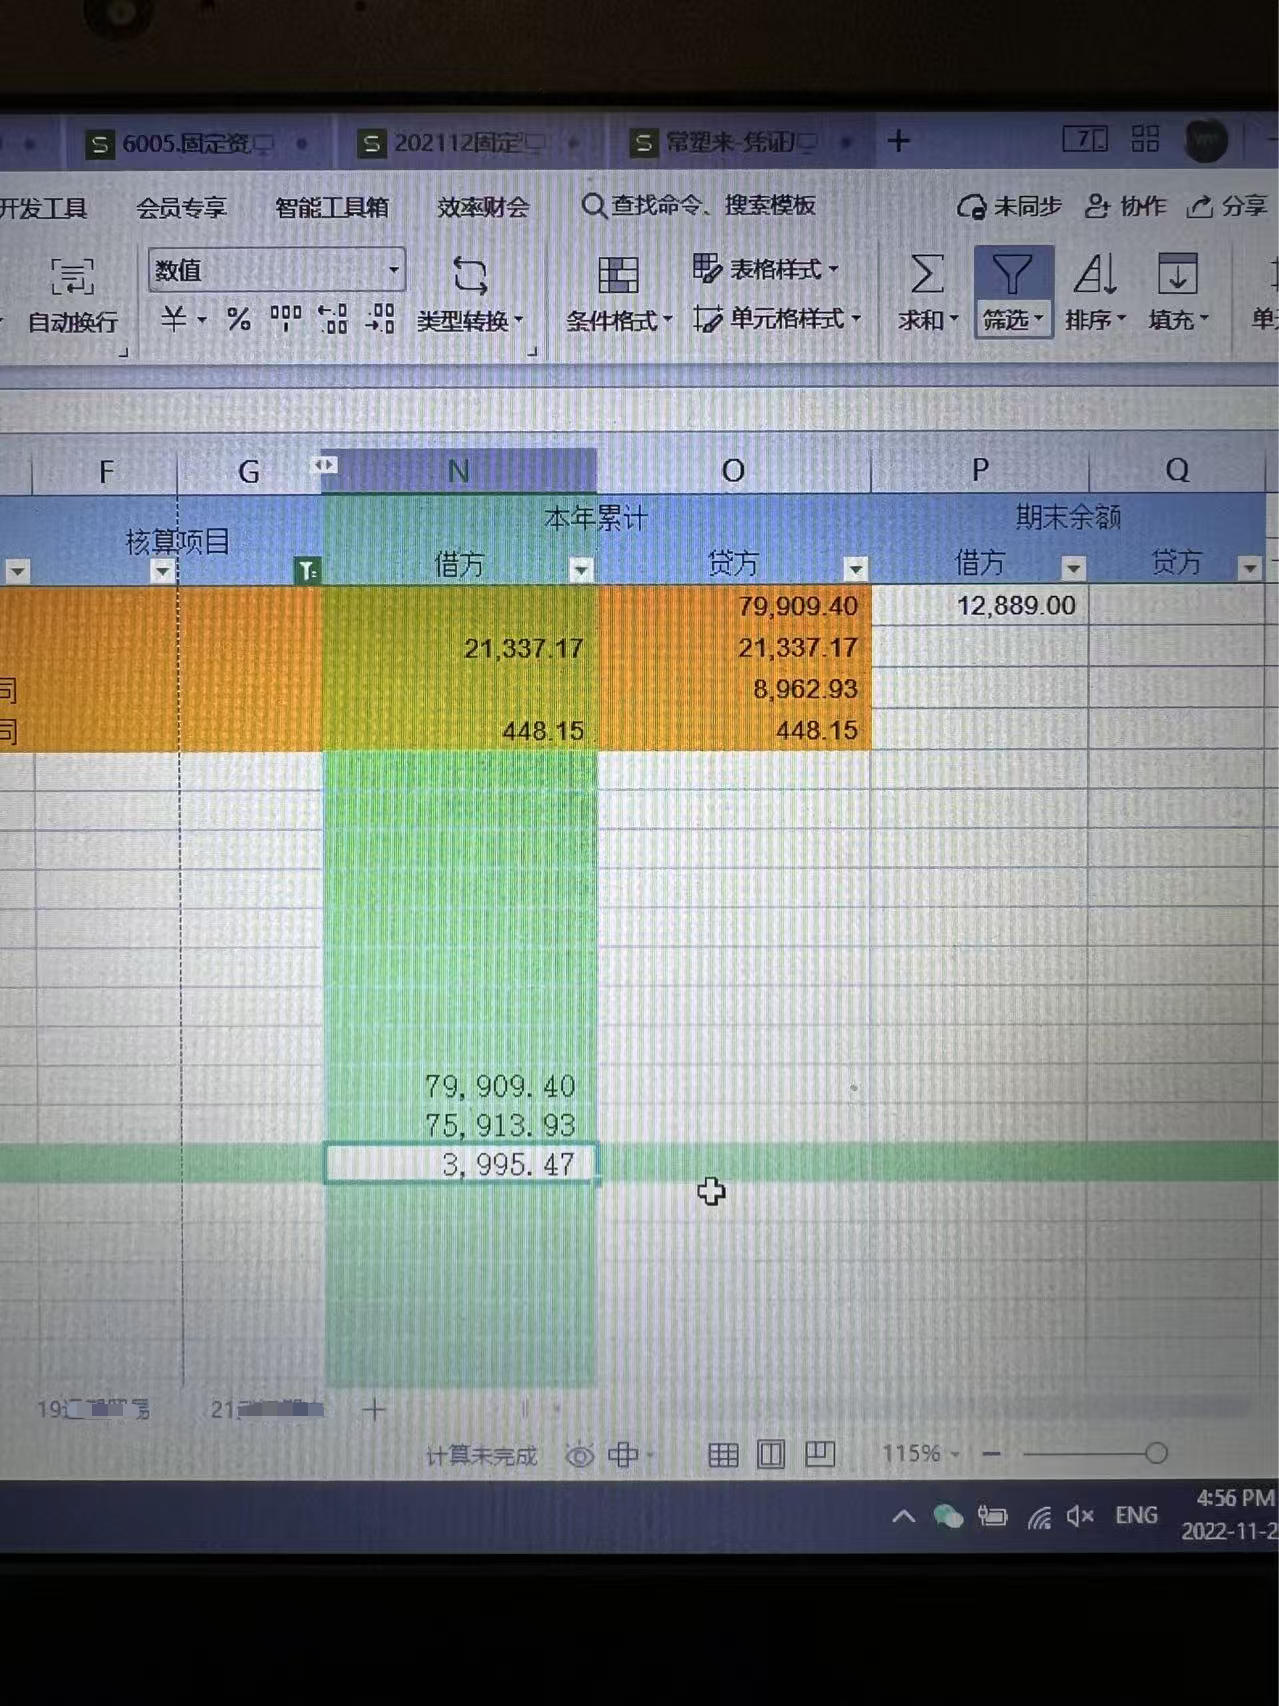 6005.固定资
202112固定
常塑来-凭证
+
开发工具 会员专享 智能工具箱 效率财会 查找命令、搜索模板 未同步 协作 分享
数值
自动换行 ¥ % 类型转换 条件格式 表格样式 单元格样式 求和 筛选 排序 填充
F G N O P Q
核算项目 本年累计 期末余额
借方 贷方 借方 贷方
79,909.40 12,889.00
21,337.17 21,337.17
司 8,962.93
司 448.15 448.15
79,909.40
75,913.93
3,995.47
19
21
计算未完成 115%
ENG
4:56 PM
2022-11-2